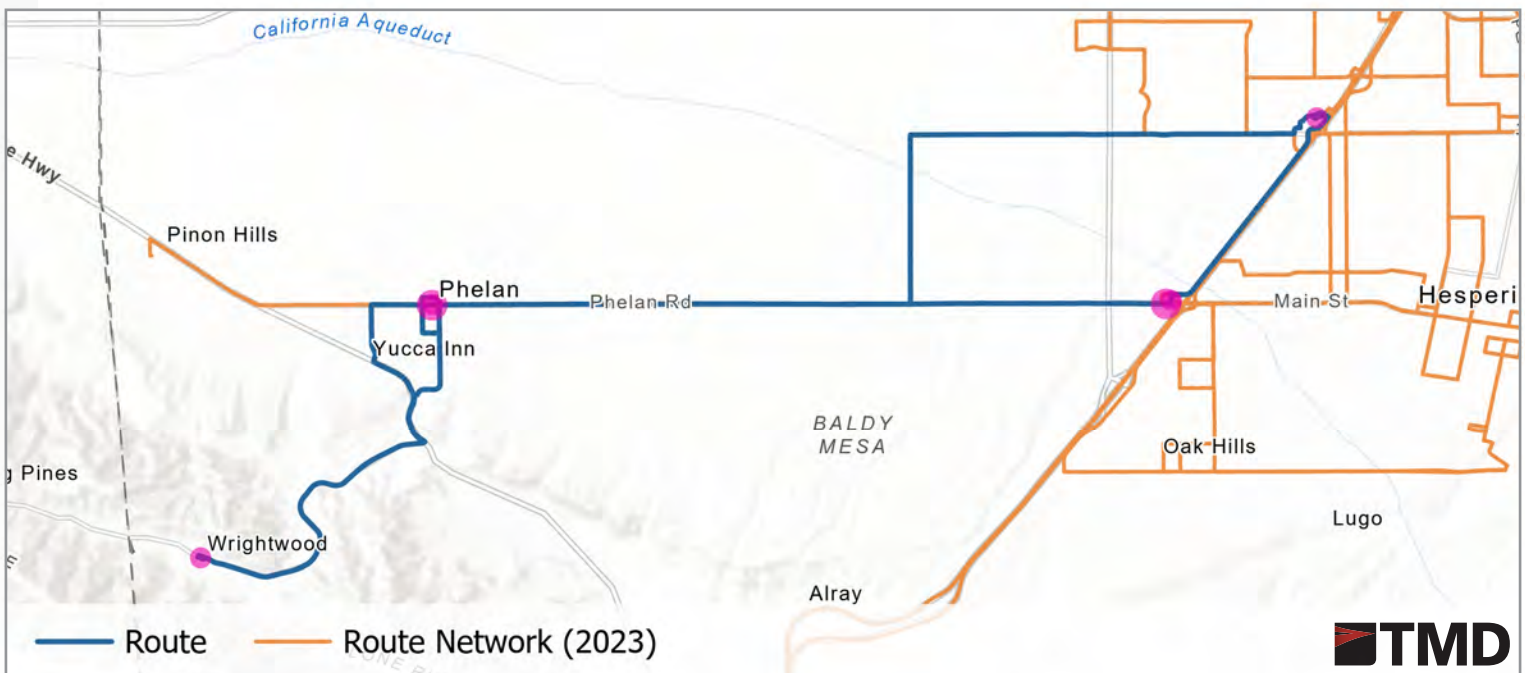 California Aqueduct
e Hwy
Pinon Hills
Phelan
Phelan Rd
Main St
Hesperi
Yucca Inn
BALDY
MESA
Oak Hills
g Pines
Lugo
Wrightwood
Alray
Route
Route Network (2023)
TMD